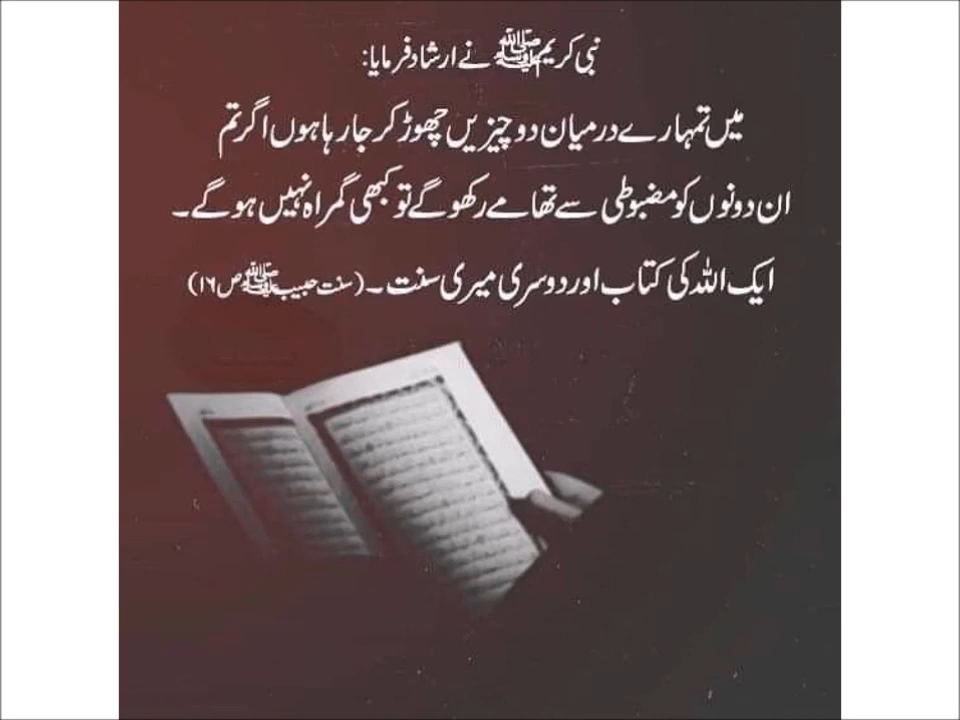 نبی کریم ﷺ نے ارشاد فرمایا:
میں تمہارے درمیان دو چیزیں چھوڑ کر جا رہا ہوں اگر تم
ان دونوں کو مضبوطی سے تھامے رکھو گے تو کبھی گمراہ نہیں ہو گے۔
ایک اللہ کی کتاب اور دوسری میری سنت۔ (سنت حبیب ﷺ ص ۱۶)